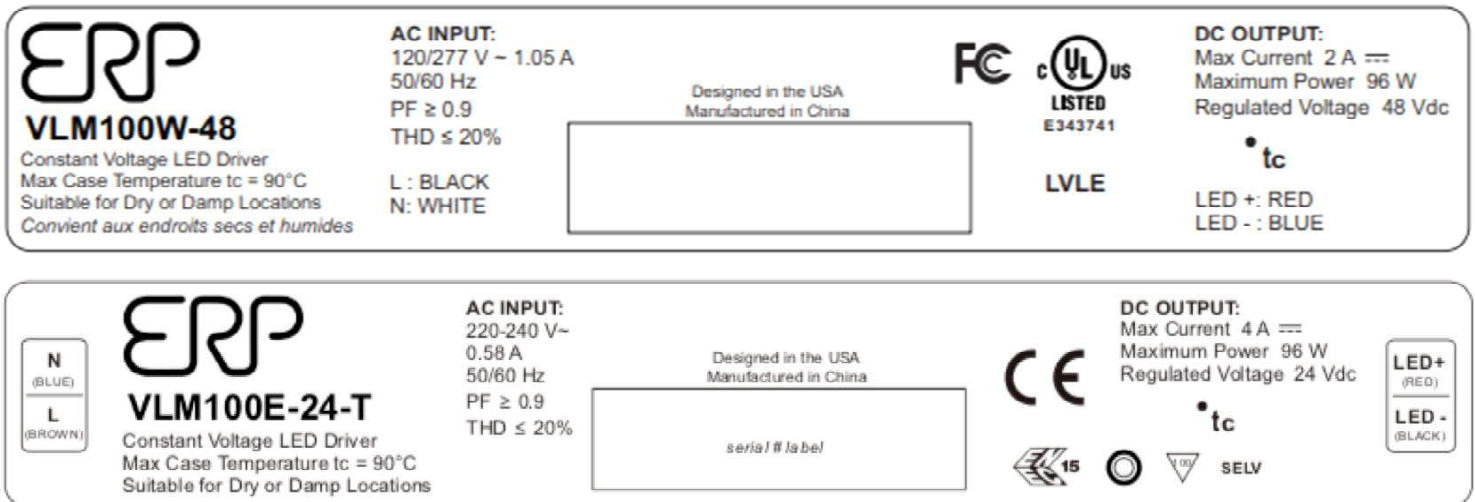 ERP
VLM100W-48
Constant Voltage LED Driver
Max Case Temperature tc = 90°C
Suitable for Dry or Damp Locations
Convient aux endroits secs et humides
AC INPUT:
120/277 V ~ 1.05 A
50/60 Hz
PF ≥ 0.9
THD ≤ 20%
L : BLACK
N: WHITE
Designed in the USA
Manufactured in China
FC
c UL us
LISTED
E343741
LVLE
DC OUTPUT:
Max Current 2 A ⎓
Maximum Power 96 W
Regulated Voltage 48 Vdc
tc
LED +: RED
LED - : BLUE
N
(BLUE)
L
(BROWN)
ERP
VLM100E-24-T
Constant Voltage LED Driver
Max Case Temperature tc = 90°C
Suitable for Dry or Damp Locations
AC INPUT:
220-240 V~
0.58 A
50/60 Hz
PF ≥ 0.9
THD ≤ 20%
Designed in the USA
Manufactured in China
serial # label
CE
15
SELV
DC OUTPUT:
Max Current 4 A ⎓
Maximum Power 96 W
Regulated Voltage 24 Vdc
tc
LED+
(RED)
LED -
(BLACK)